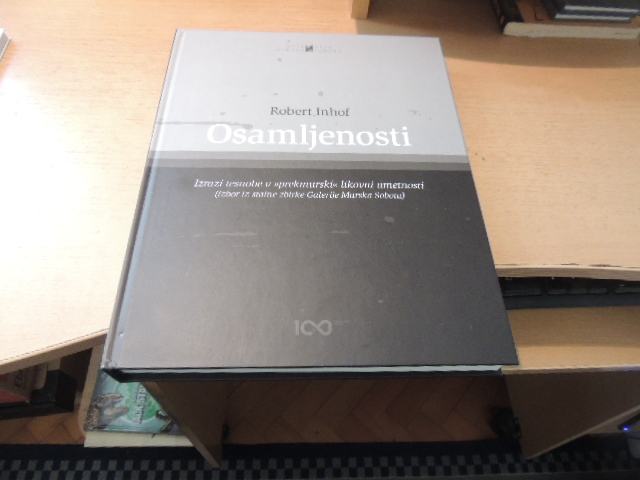 Robert Inhof
Osamljenosti
Izrazi tesnobe v »prekmurski« likovni umetnosti
(Izbor iz stalne zbirke Galerije Murska Sobota)
100